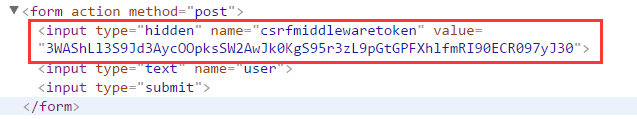 ▼<form action method="post">
<input type="hidden" name="csrfmiddlewaretoken" value=
"3WAShLl3S9Jd3AycOOpksSW2AwJk0KgS95r3zL9pGtGPFXhlfmRI90ECR097yJ30">
<input type="text" name="user">
<input type="submit">
</form>